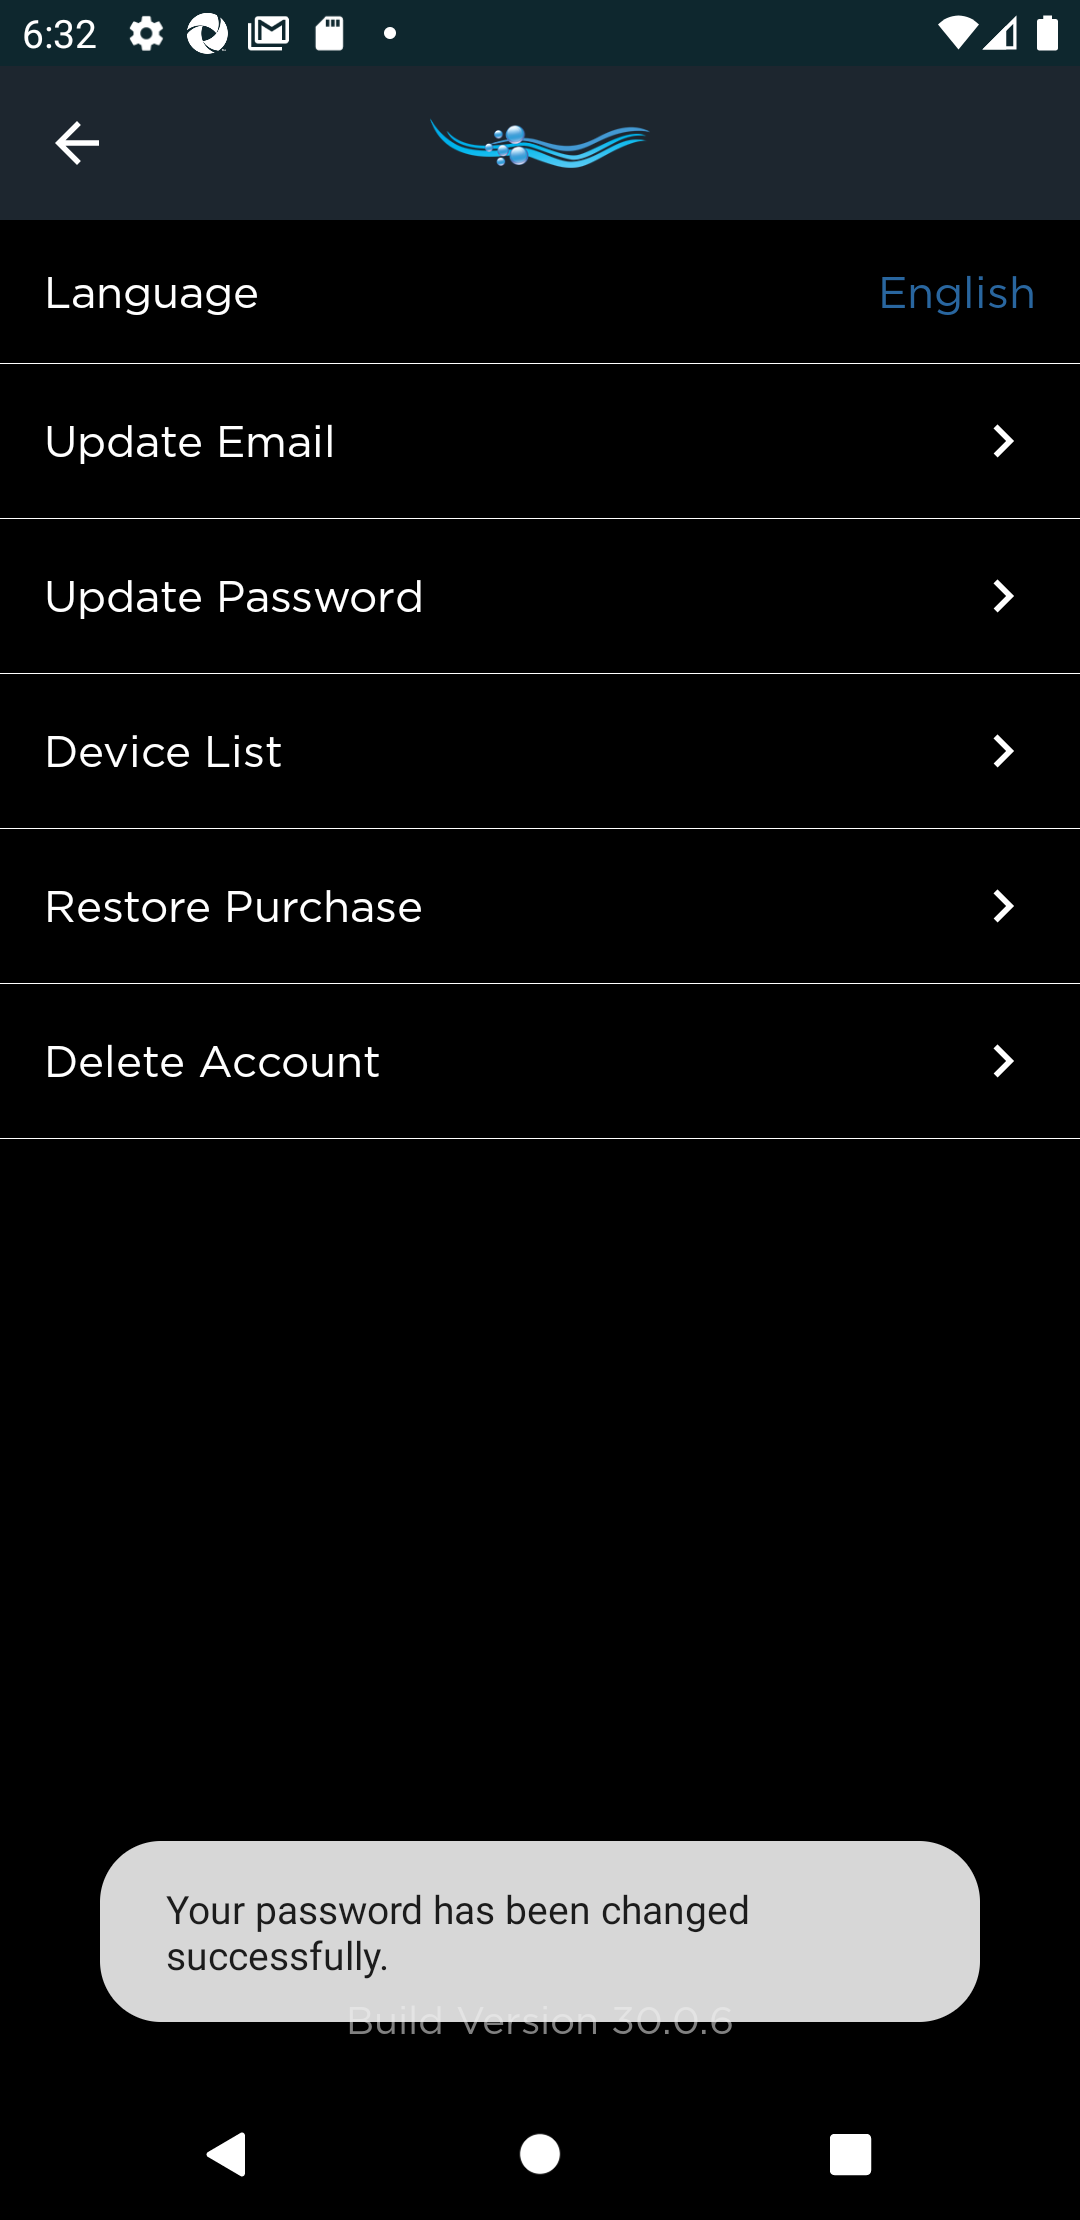 6:32
Language English
Update Email
Update Password
Device List
Restore Purchase
Delete Account
Your password has been changed
successfully.
Build Version 30.0.6